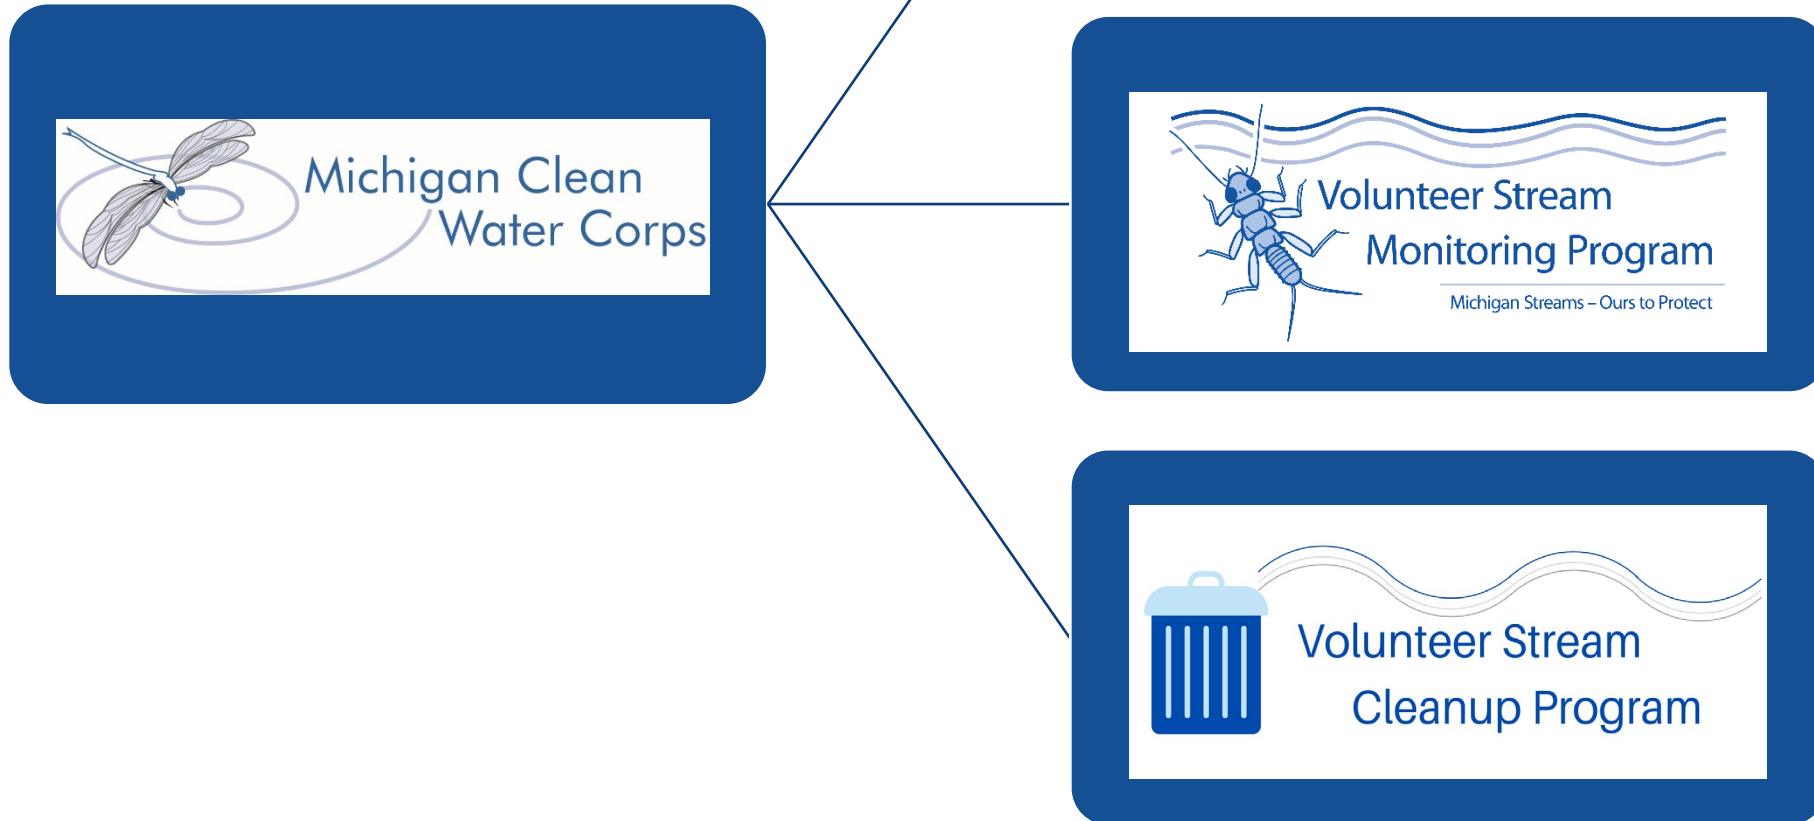 Michigan Clean
Water Corps
Volunteer Stream
Monitoring Program
Michigan Streams – Ours to Protect
Volunteer Stream
Cleanup Program